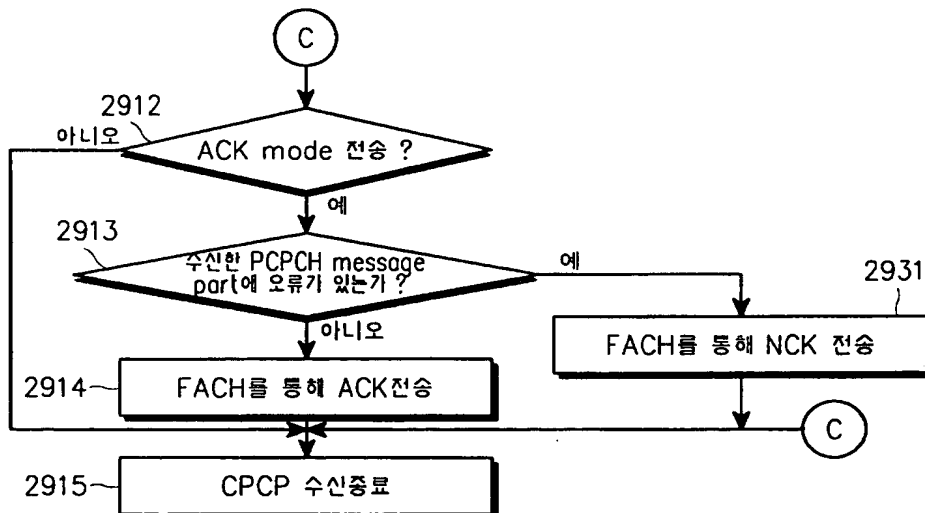 C
2912
아니오
ACK mode 전송 ?
예
2913
수신한 PCPCH message
part에 오류가 있는가 ?
예
2931
아니오
FACH를 통해 NCK 전송
2914
FACH를 통해 ACK전송
C
2915
CPCP 수신종료